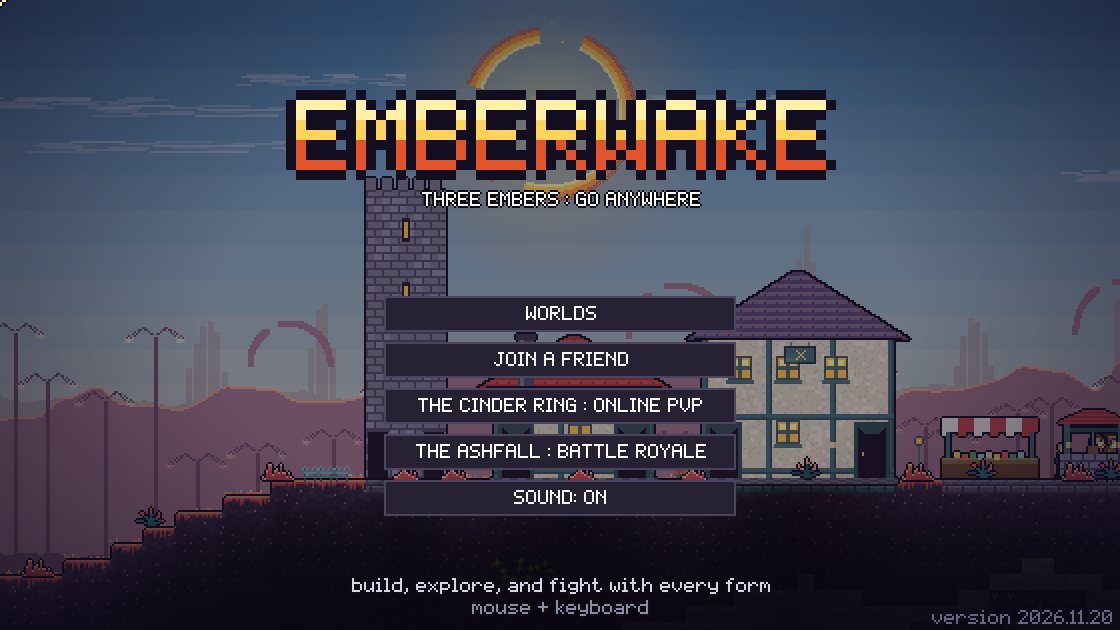 EMBERWAKE
THREE EMBERS : GO ANYWHERE
WORLDS
JOIN A FRIEND
THE CINDER RING : ONLINE PVP
THE ASHFALL : BATTLE ROYALE
SOUND: ON
build, explore, and fight with every form
mouse + keyboard
version 2026.11.20